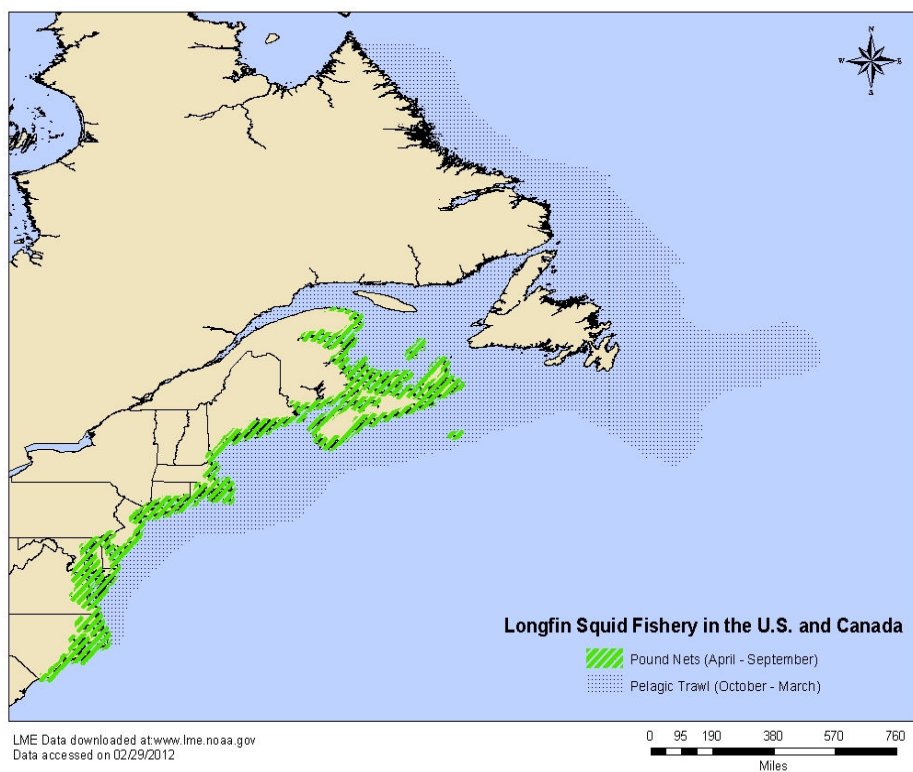 N
W E
S
Longfin Squid Fishery in the U.S. and Canada
Pound Nets (April - September)
Pelagic Trawl (October - March)
LME Data downloaded at:www.lme.noaa.gov
Data accessed on 02/29/2012
0 95 190 380 570 760
Miles